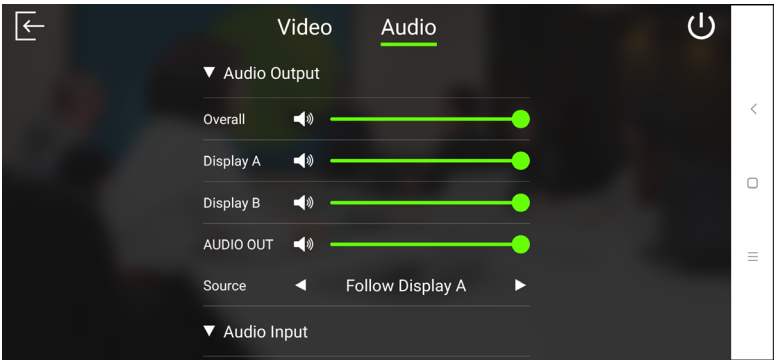 Video Audio
Audio Output
Overall
Display A
Display B
AUDIO OUT
Source Follow Display A
Audio Input